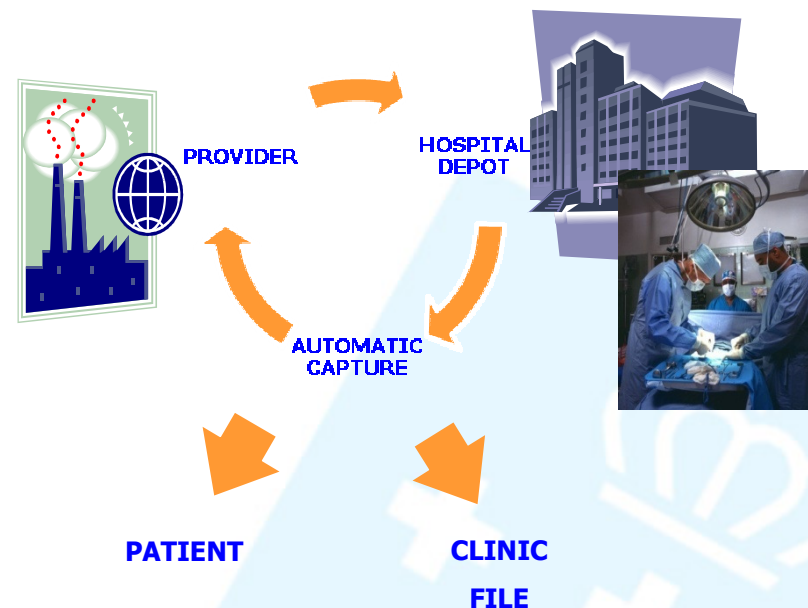 PROVIDER
HOSPITAL
DEPOT
AUTOMATIC
CAPTURE
PATIENT
CLINIC
FILE